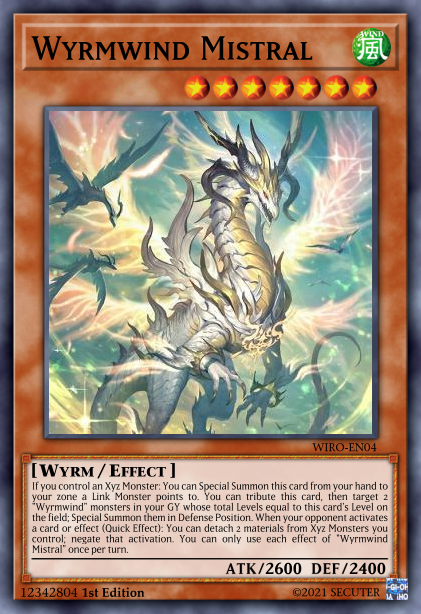 WYRMWIND MISTRAL
WIND
風
WIRO-EN04
[WYRM / EFFECT]
If you control an Xyz Monster: You can Special Summon this card from your hand to
your zone a Link Monster points to. You can tribute this card, then target 2
"Wyrmwind" monsters in your GY whose total Levels equal to this card's Level on
the field; Special Summon them in Defense Position. When your opponent activates
a card or effect (Quick Effect): You can detach 2 materials from Xyz Monsters you
control; negate that activation. You can only use each effect of "Wyrmwind
Mistral" once per turn.
ATK/2600 DEF/2400
12342804 1st Edition
©2021 SECUTER